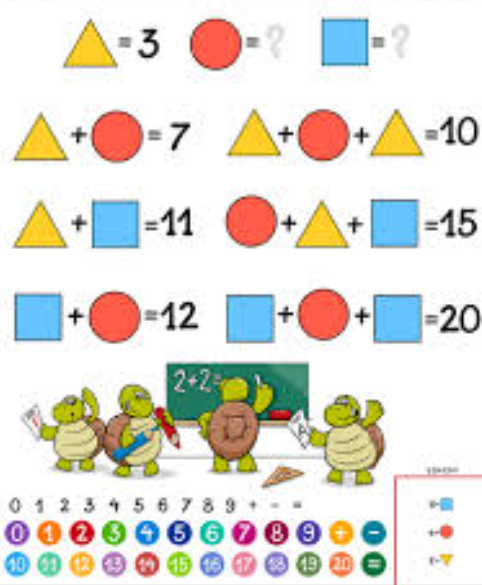 = 3 = ? = ?
+ = 7 + + = 10
+ = 11 + + = 15
+ = 12 + + = 20
2+2=
0 1 2 3 4 5 6 7 8 9 + - =
0 1 2 3 4 5 6 7 8 9 + -
10 11 12 13 14 15 16 17 18 19 20 =